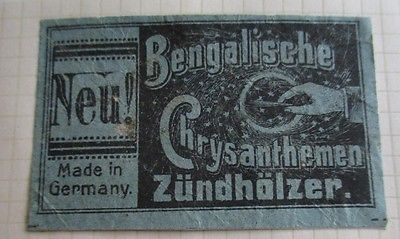 Neu!
Made in
Germany.
Bengalische
Chrysanthemen
Zündhölzer.